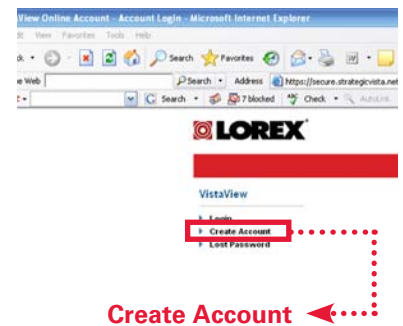 View Online Account - Account Login - Microsoft Internet Explorer
View Favorites Tools Help
Search Favorites
Web Search Address https://secure.strategicvista.net
Search 7 blocked Check AutoLink
LOREX
VistaView
Login
Create Account
Lost Password
Create Account